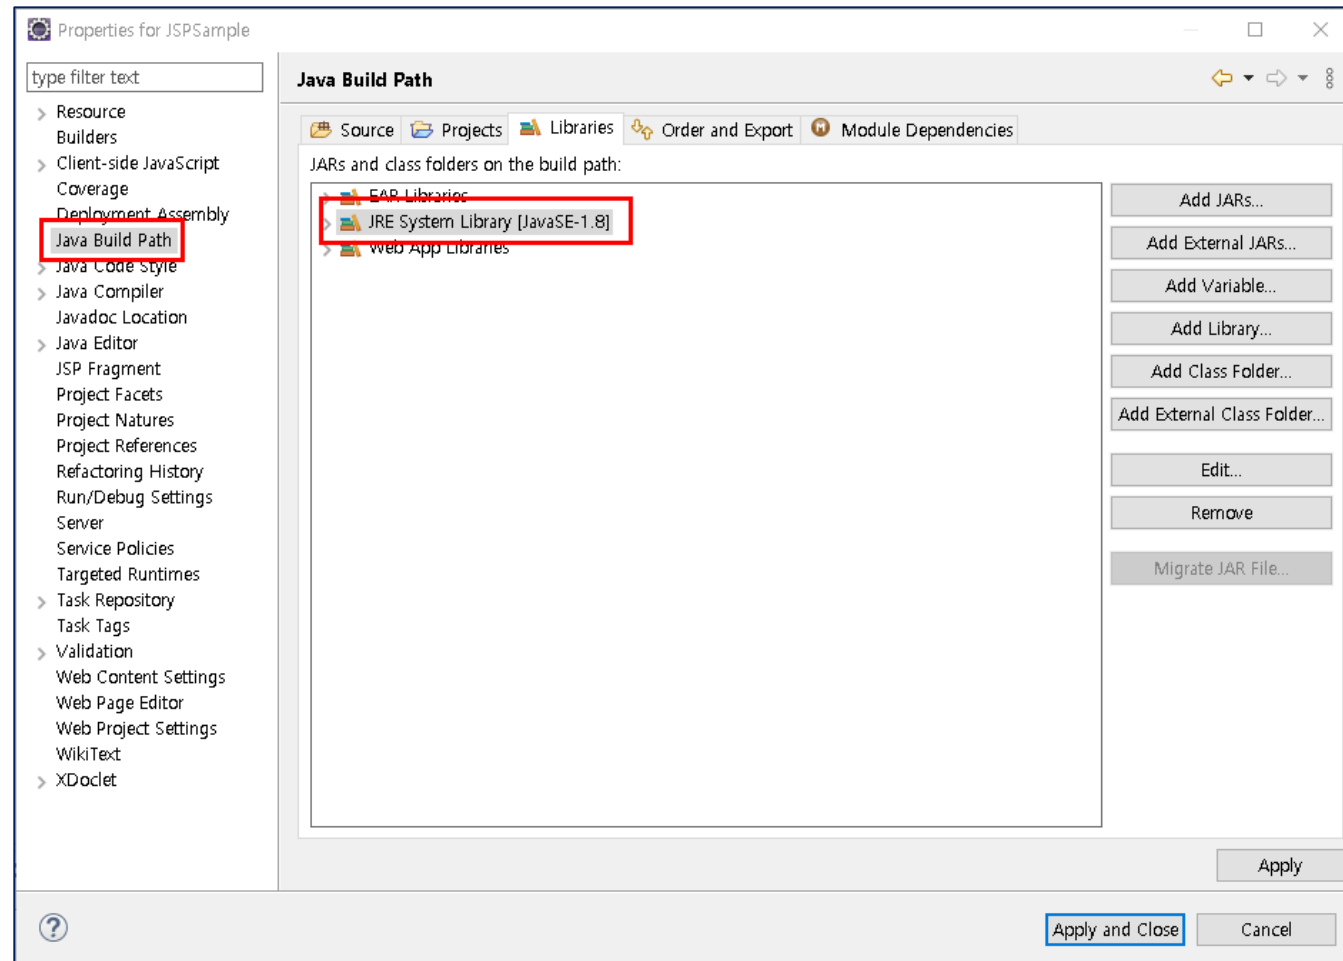 Properties for JSPSample
type filter text
Resource
Builders
Client-side JavaScript
Coverage
Deployment Assembly
Java Build Path
Java Code Style
Java Compiler
Javadoc Location
Java Editor
JSP Fragment
Project Facets
Project Natures
Project References
Refactoring History
Run/Debug Settings
Server
Service Policies
Targeted Runtimes
Task Repository
Task Tags
Validation
Web Content Settings
Web Page Editor
Web Project Settings
WikiText
XDoclet
Java Build Path
Source Projects Libraries Order and Export Module Dependencies
JARs and class folders on the build path:
EAR Libraries
JRE System Library [JavaSE-1.8]
Web App Libraries
Add JARs...
Add External JARs...
Add Variable...
Add Library...
Add Class Folder...
Add External Class Folder...
Edit...
Remove
Migrate JAR File...
Apply
Apply and Close Cancel